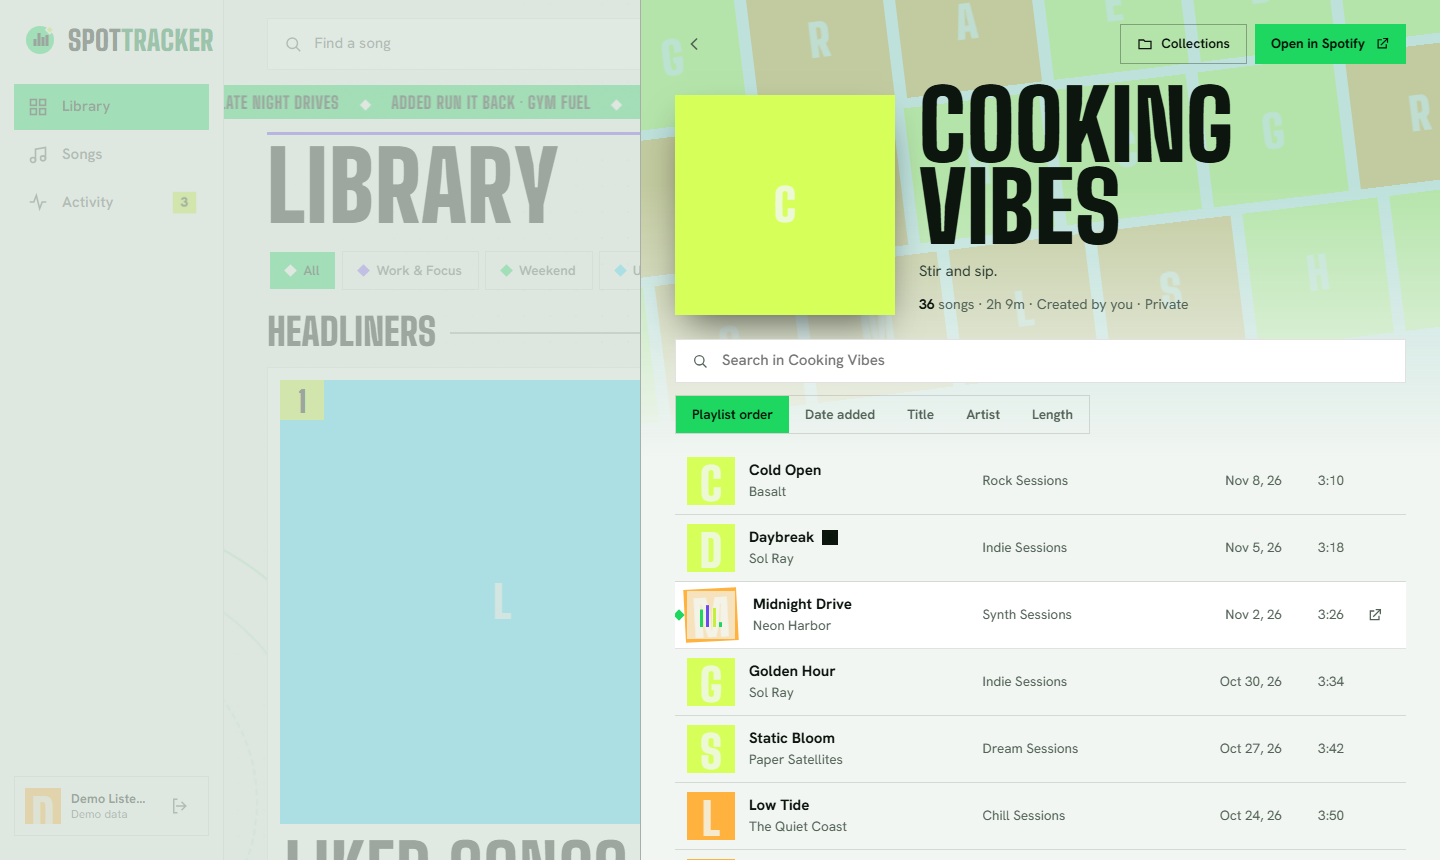 SPOTTRACKER
Library
Songs
Activity
3
Demo Liste...
Demo data
Find a song
LATE NIGHT DRIVES
ADDED RUN IT BACK · GYM FUEL
LIBRARY
All
Work & Focus
Weekend
HEADLINERS
1
L
LIKED SONGS
Collections
Open in Spotify
G
R
A
E
G
R
S
H
L
C
COOKING
VIBES
Stir and sip.
36 songs · 2h 9m · Created by you · Private
Search in Cooking Vibes
Playlist order
Date added
Title
Artist
Length
C
Cold Open
Basalt
Rock Sessions
Nov 8, 26
3:10
D
Daybreak
Sol Ray
Indie Sessions
Nov 5, 26
3:18
M
Midnight Drive
Neon Harbor
Synth Sessions
Nov 2, 26
3:26
G
Golden Hour
Sol Ray
Indie Sessions
Oct 30, 26
3:34
S
Static Bloom
Paper Satellites
Dream Sessions
Oct 27, 26
3:42
L
Low Tide
The Quiet Coast
Chill Sessions
Oct 24, 26
3:50